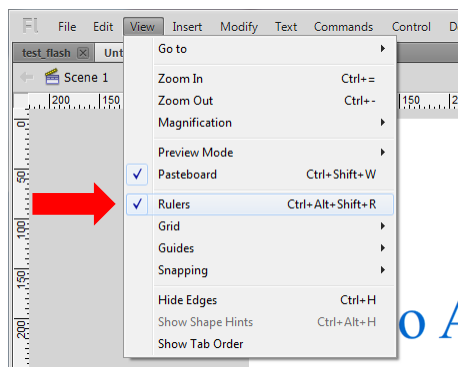 Fl File Edit View Insert Modify Text Commands Control
test_flash Unt
Scene 1
200 150 150
Go to
Zoom In Ctrl+=
Zoom Out Ctrl+-
Magnification
Preview Mode
Pasteboard Ctrl+Shift+W
Rulers Ctrl+Alt+Shift+R
Grid
Guides
Snapping
Hide Edges Ctrl+H
Show Shape Hints Ctrl+Alt+H
Show Tab Order
0
50
100
150
200
o A